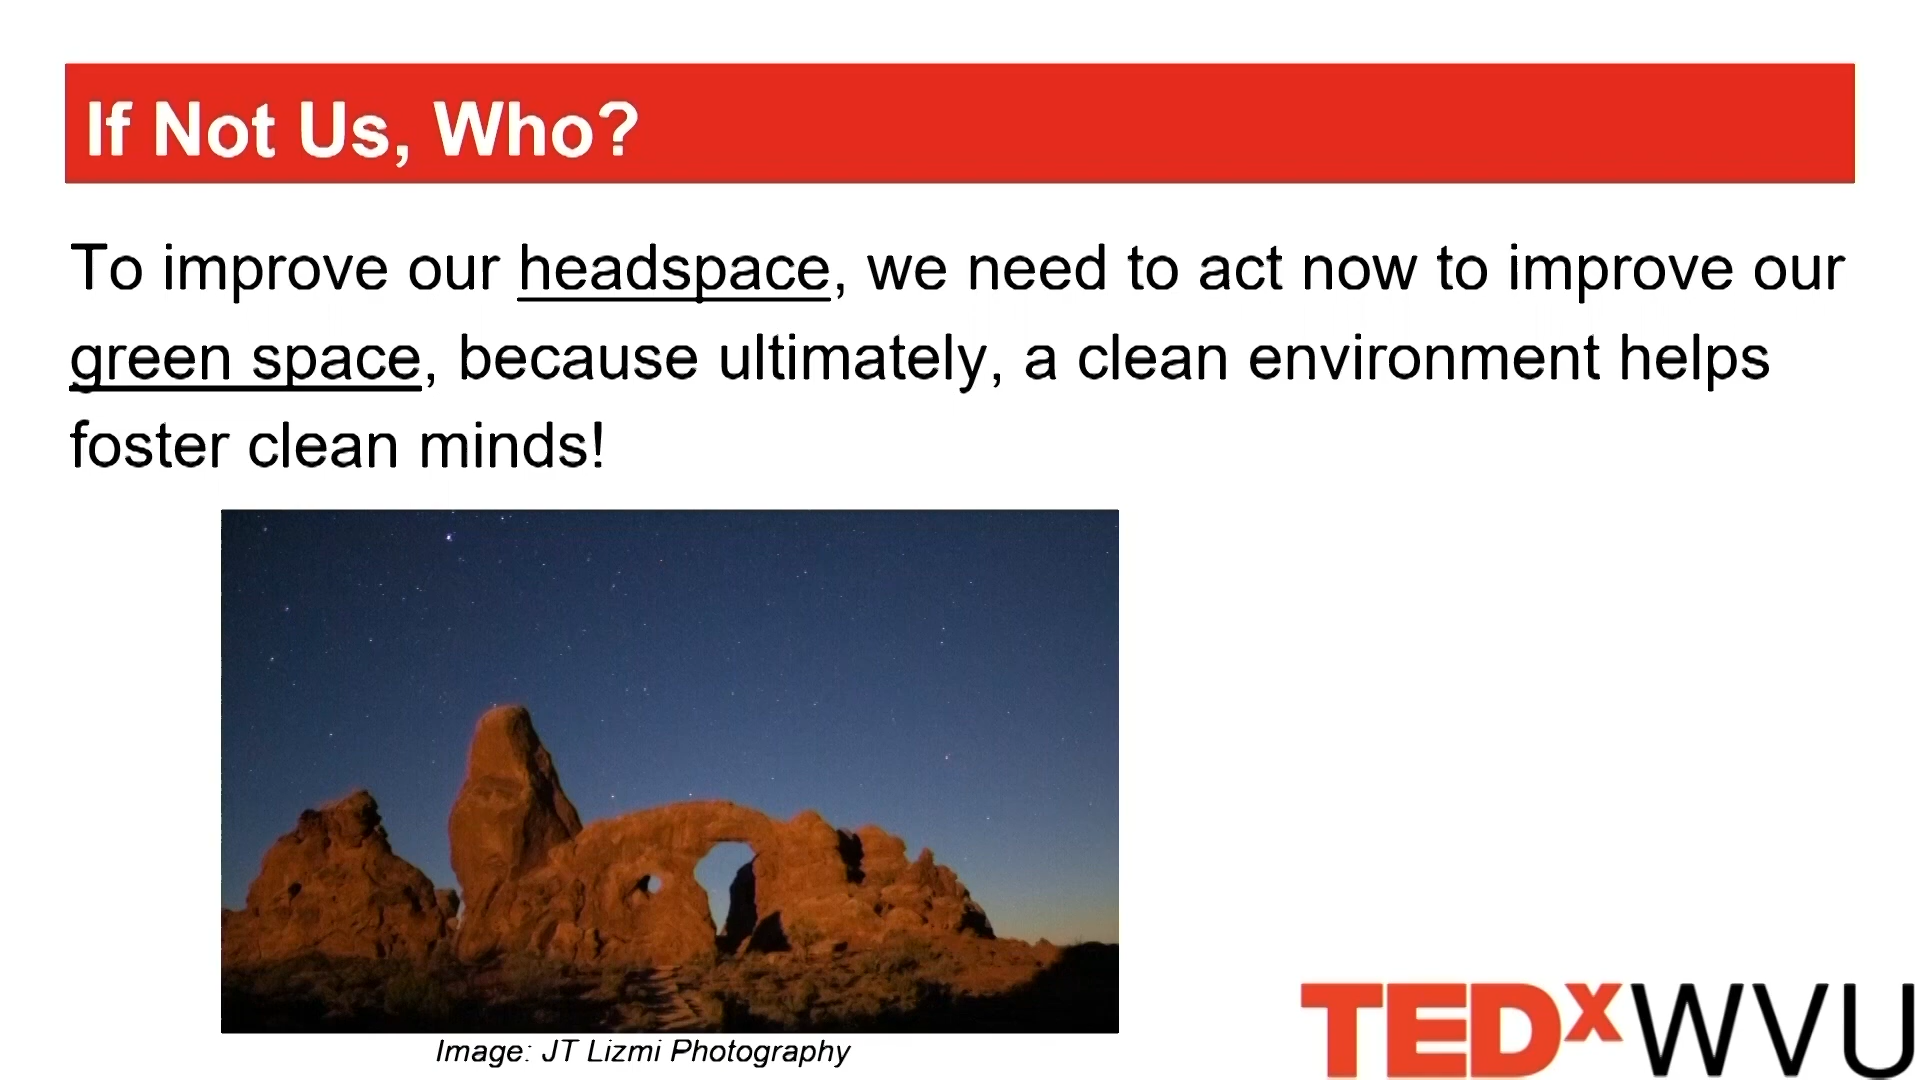 If Not Us, Who?
To improve our headspace, we need to act now to improve our
green space, because ultimately, a clean environment helps
foster clean minds!
Image: JT Lizmi Photography
TEDxWVU